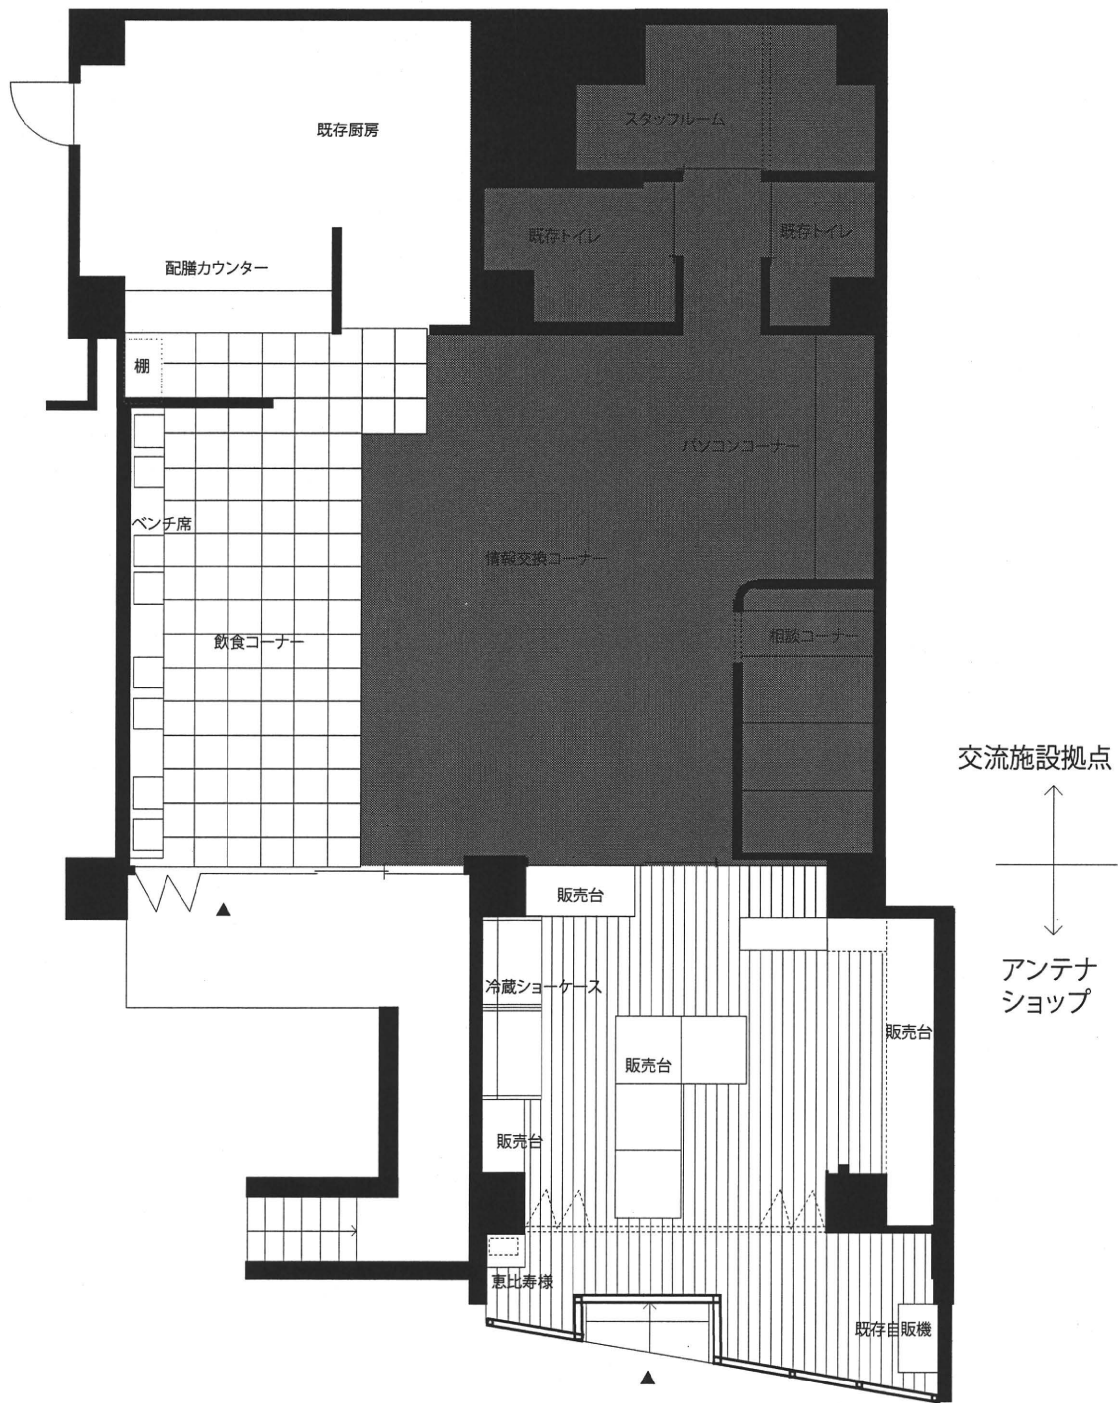 スタッフルーム
既存厨房
既存トイレ
既存トイレ
配膳カウンター
棚
パソコンコーナー
ベンチ席
情報交換コーナー
飲食コーナー
相談コーナー
交流施設拠点
販売台
アンテナ
ショップ
冷蔵ショーケース
販売台
販売台
販売台
恵比寿様
既存自販機